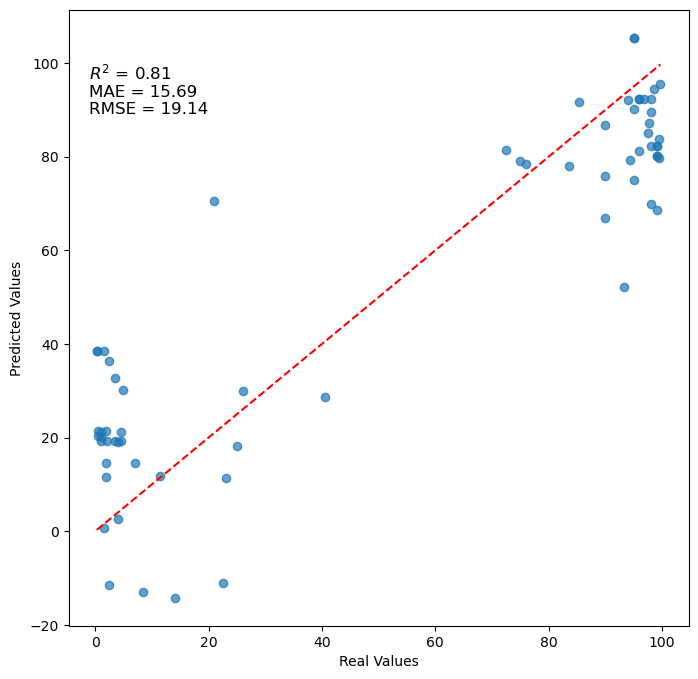 R² = 0.81
MAE = 15.69
RMSE = 19.14
Predicted Values
100
80
60
40
20
0
−20
0 20 40 60 80 100
Real Values